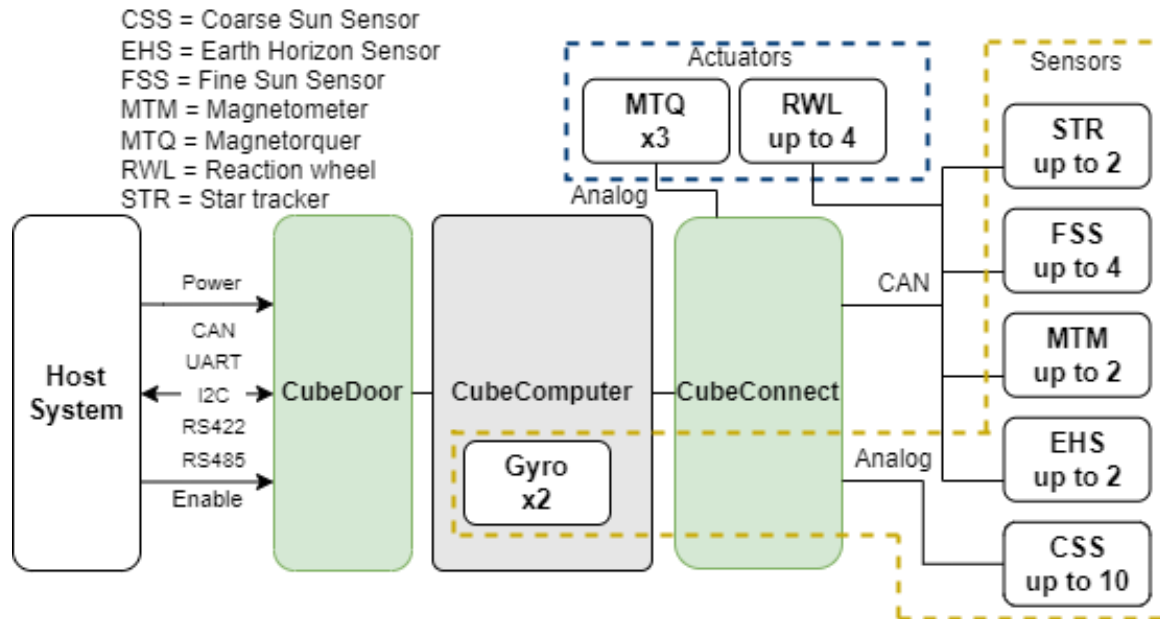 CSS = Coarse Sun Sensor
EHS = Earth Horizon Sensor
FSS = Fine Sun Sensor
MTM = Magnetometer
MTQ = Magnetorquer
RWL = Reaction wheel
STR = Star tracker
Actuators
MTQ
x3
RWL
up to 4
Analog
Sensors
STR
up to 2
FSS
up to 4
MTM
up to 2
EHS
up to 2
CSS
up to 10
CAN
Analog
Host
System
Power
CAN
UART
I2C
RS422
RS485
Enable
CubeDoor
CubeComputer
Gyro
x2
CubeConnect